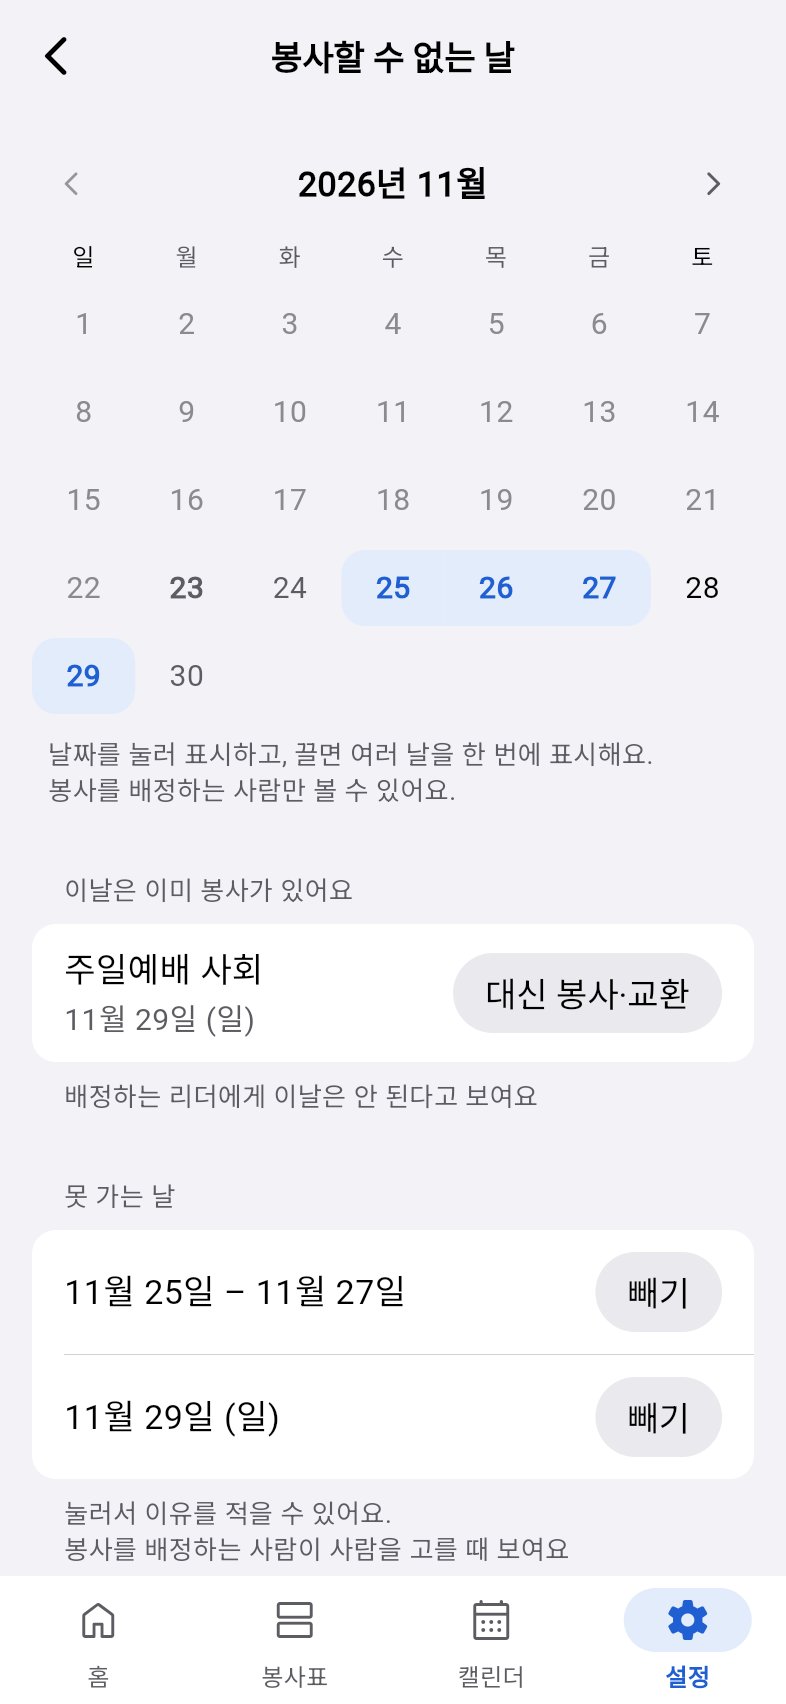 봉사할 수 없는 날
2026년 11월
일 월 화 수 목 금 토
1 2 3 4 5 6 7
8 9 10 11 12 13 14
15 16 17 18 19 20 21
22 23 24 25 26 27 28
29 30
날짜를 눌러 표시하고, 끌면 여러 날을 한 번에 표시해요.
봉사를 배정하는 사람만 볼 수 있어요.
이날은 이미 봉사가 있어요
주일예배 사회
11월 29일 (일)
대신 봉사·교환
배정하는 리더에게 이날은 안 된다고 보여요
못 가는 날
11월 25일 – 11월 27일
빼기
11월 29일 (일)
빼기
눌러서 이유를 적을 수 있어요.
봉사를 배정하는 사람이 사람을 고를 때 보여요
홈 봉사표 캘린더 설정